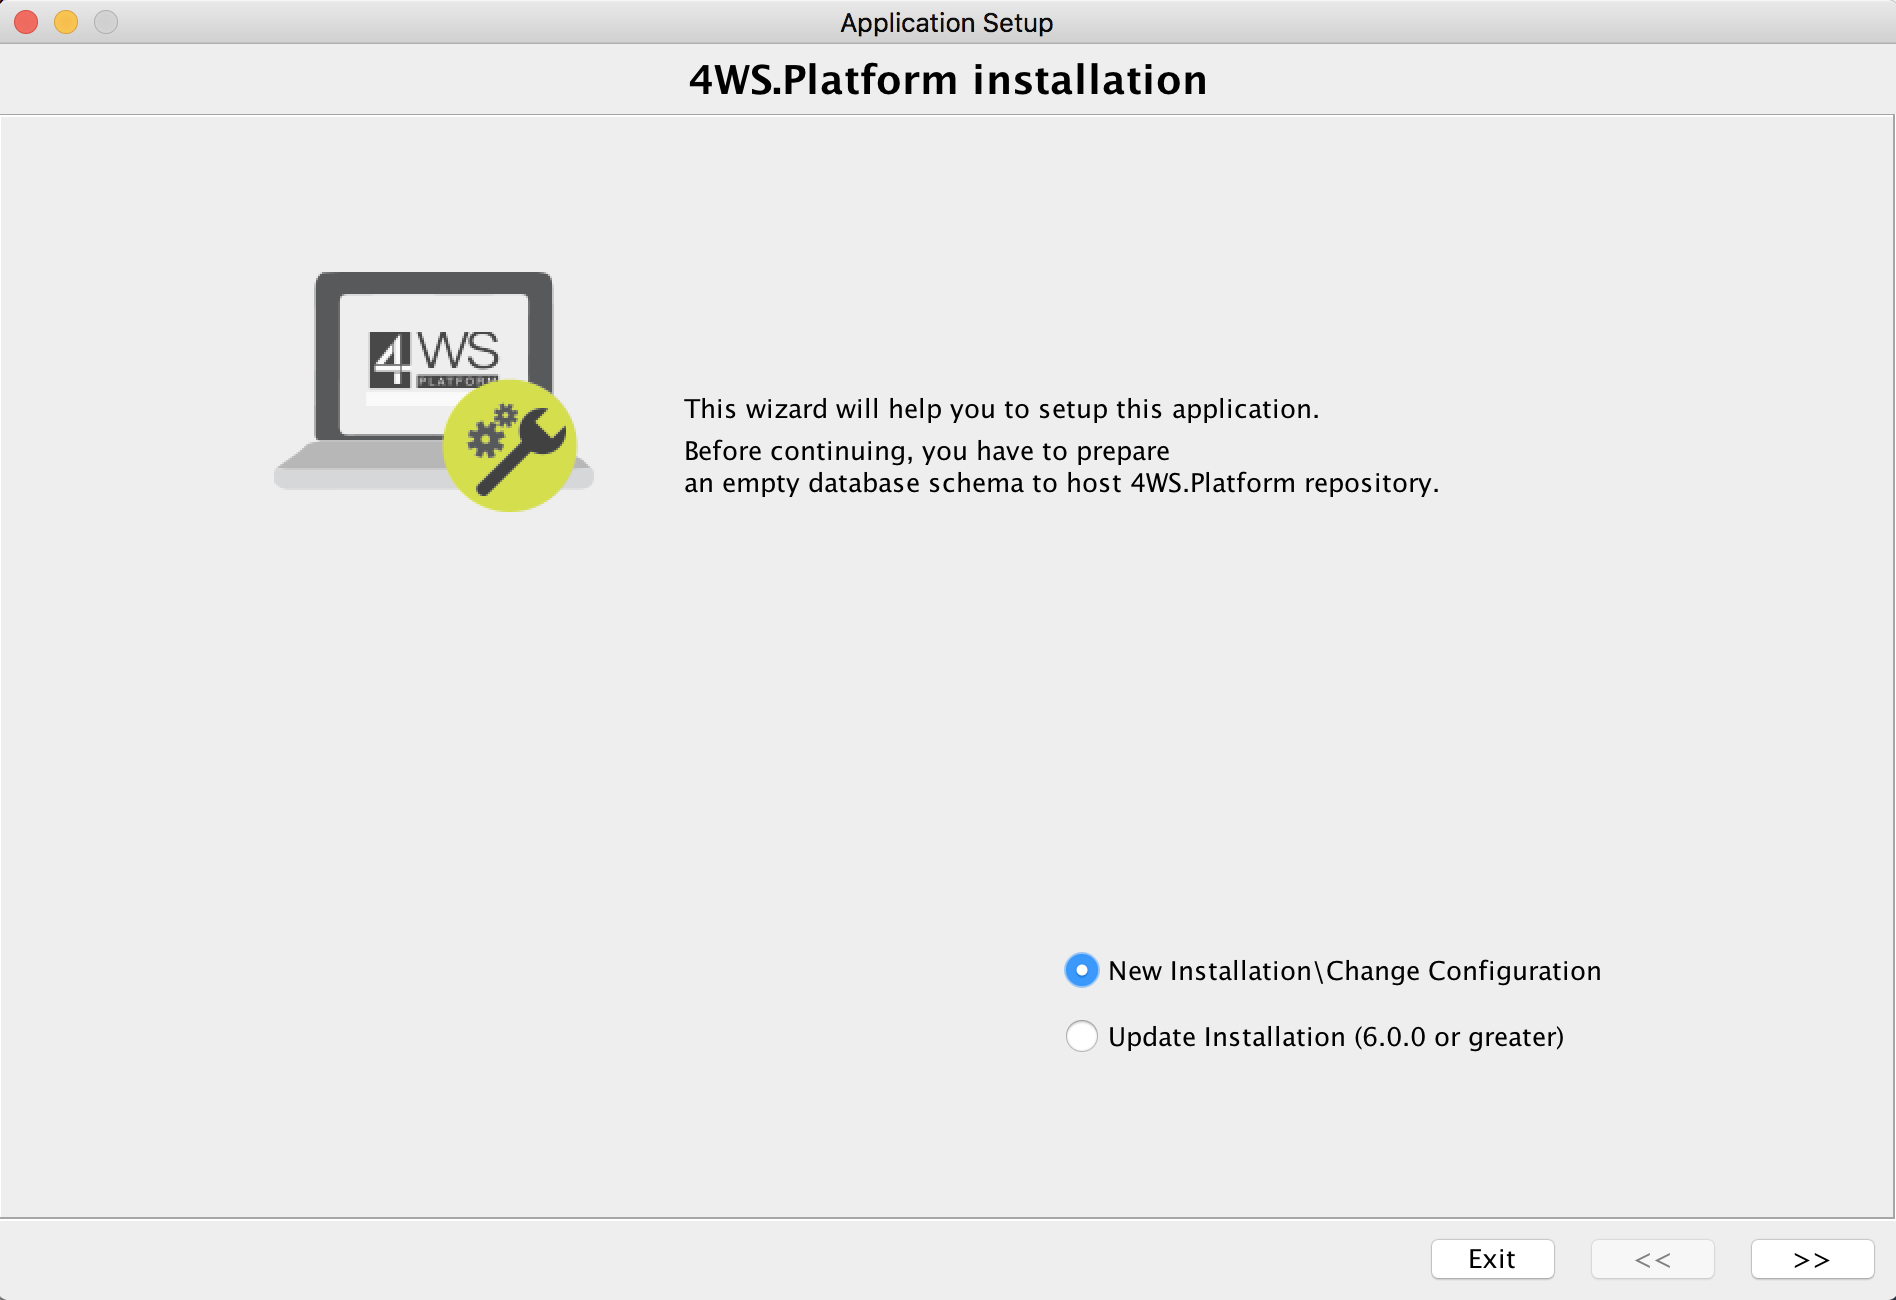 Application Setup
4WS.Platform installation
4WS
PLATFORM
This wizard will help you to setup this application.
Before continuing, you have to prepare
an empty database schema to host 4WS.Platform repository.
New Installation\Change Configuration
Update Installation (6.0.0 or greater)
Exit
<<
>>